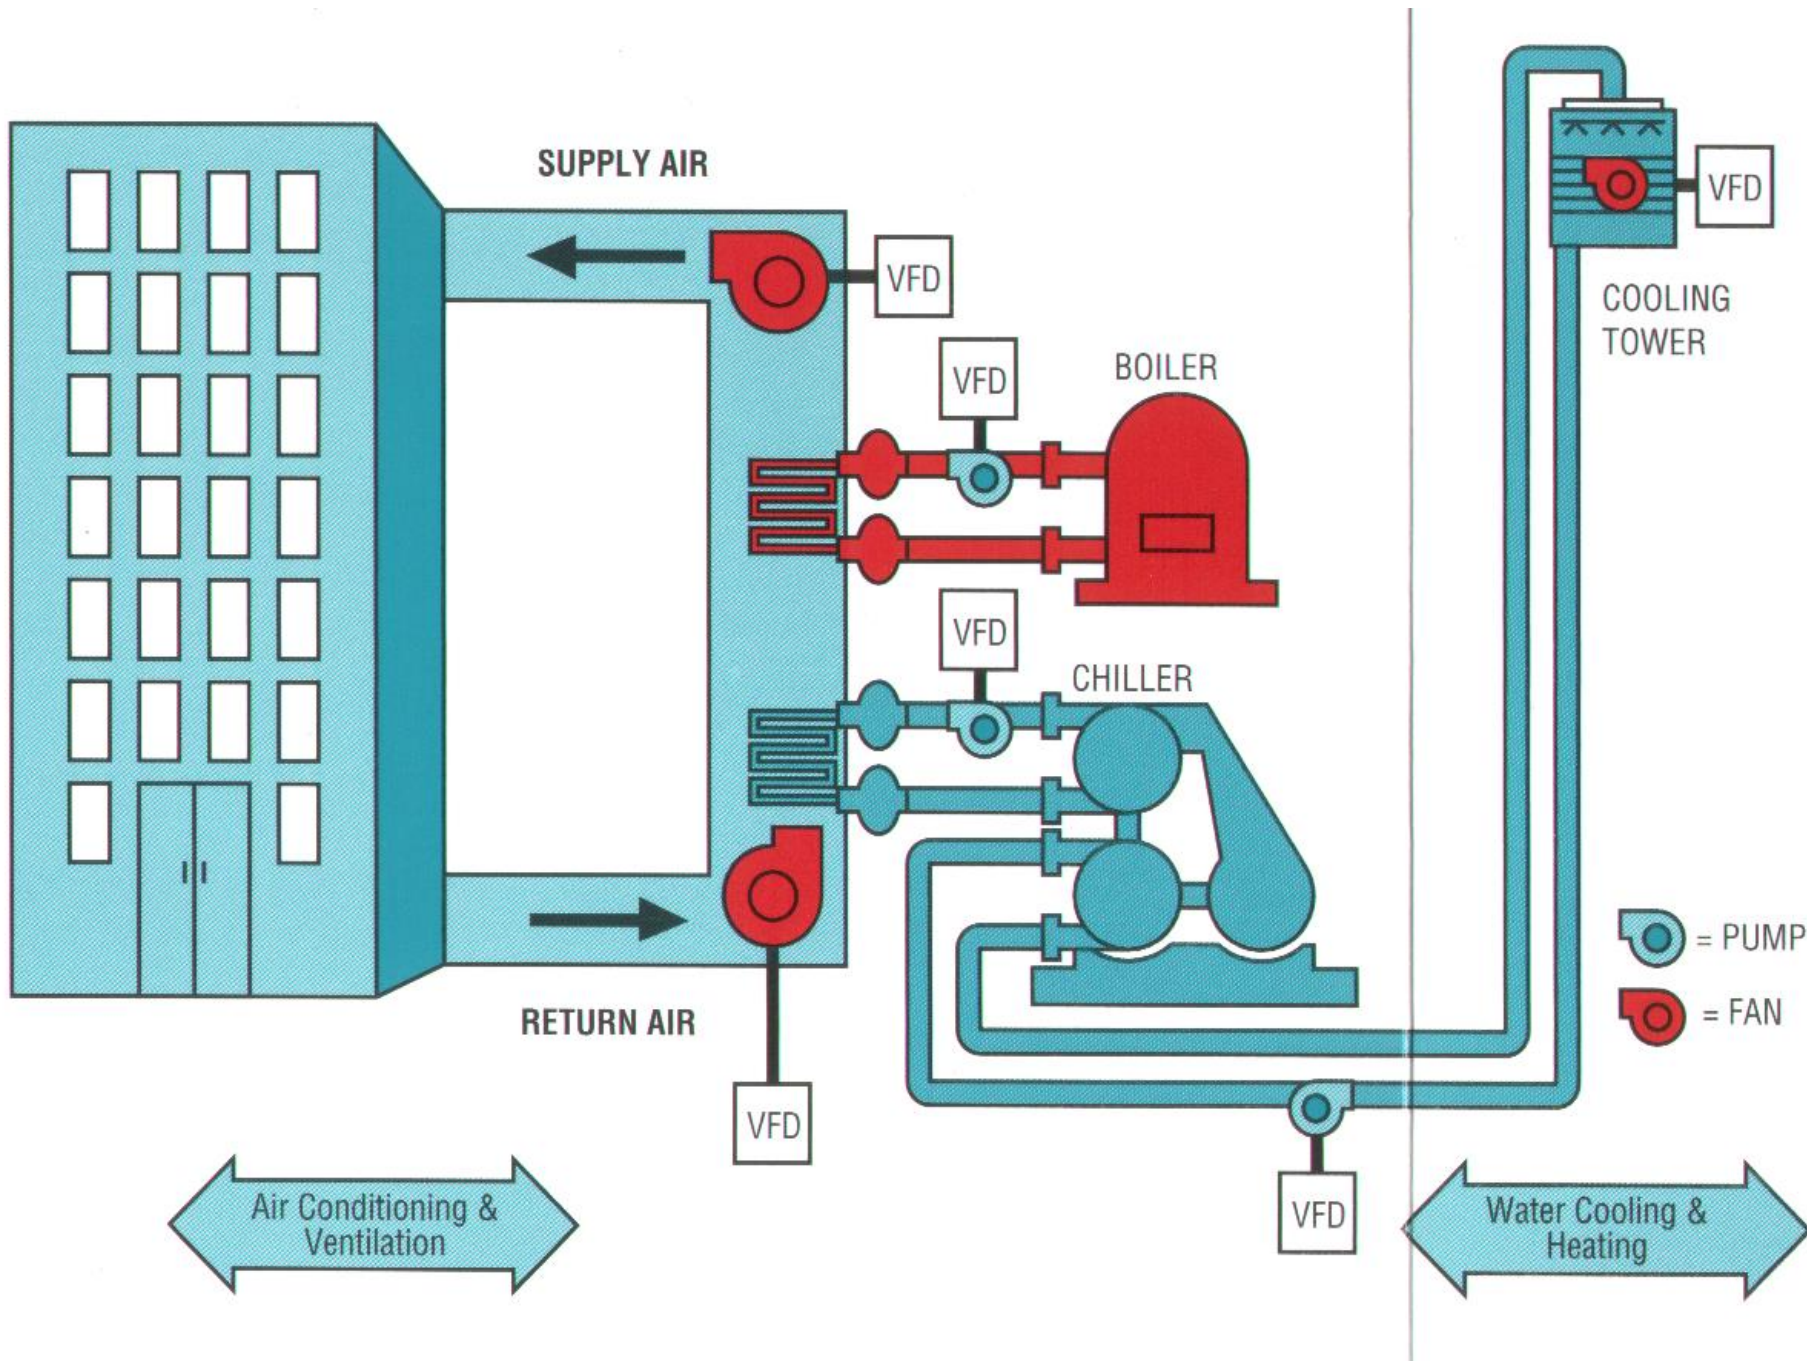 SUPPLY AIR
VFD
VFD
COOLING
TOWER
VFD
BOILER
VFD
CHILLER
= PUMP
= FAN
RETURN AIR
VFD
VFD
Air Conditioning &
Ventilation
Water Cooling &
Heating